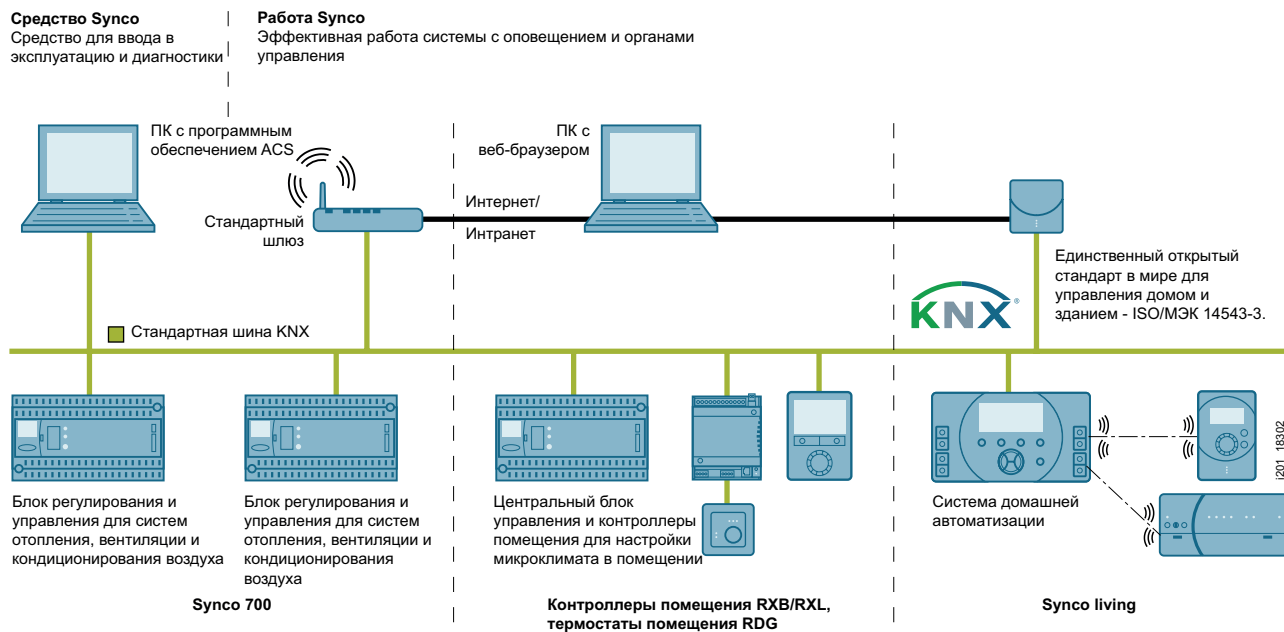 Средство Synco
Средство для ввода в
эксплуатацию и диагностики
Работа Synco
Эффективная работа системы с оповещением и органами
управления
ПК с программным
обеспечением ACS
Стандартный
шлюз
Интернет/
Интранет
ПК с
веб-браузером
Единственный открытый
стандарт в мире для
управления домом и
зданием - ISO/МЭК 14543-3.
KNX®
Стандартная шина KNX
Блок регулирования и
управления для систем
отопления, вентиляции и
кондиционирования воздуха
Блок регулирования и
управления для систем
отопления, вентиляции и
кондиционирования
воздуха
Центральный блок
управления и контроллеры
помещения для настройки
микроклимата в помещении
Система домашней
автоматизации
i201_18302
Synco 700
Контроллеры помещения RXB/RXL,
термостаты помещения RDG
Synco living